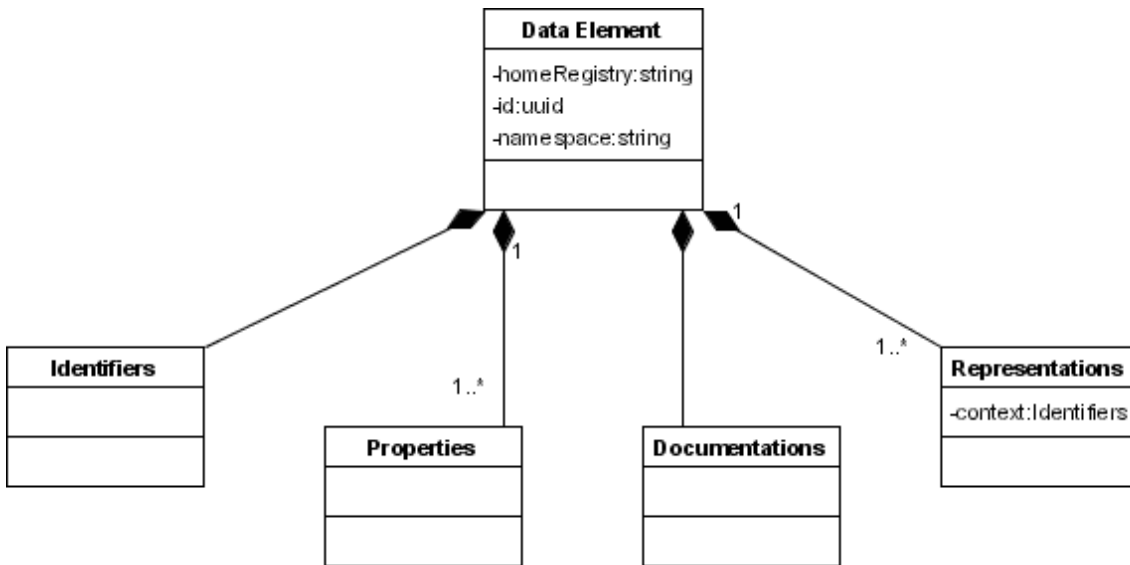 Data Element
-homeRegistry:string
-id:uuid
-namespace:string
1
1
1..*
1..*
Identifiers
Representations
-context:Identifiers
Properties
Documentations